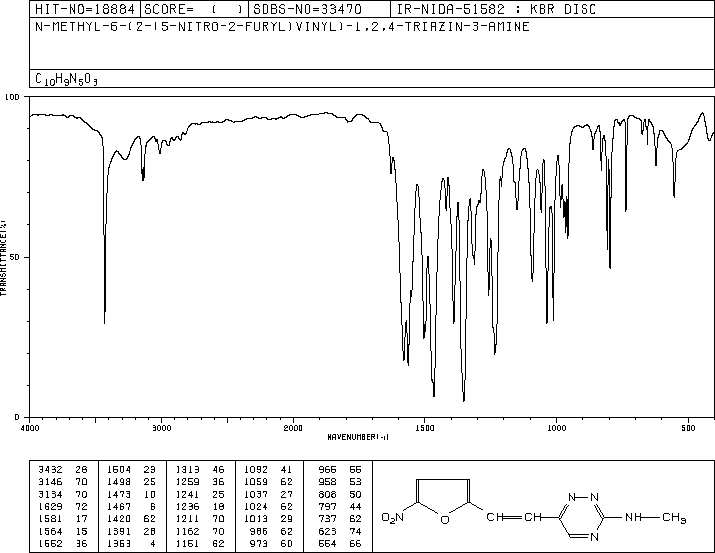 HIT-NO=18884 SCORE= ( ) SDBS-NO=33470 IR-NIDA-51582 : KBR DISC
N-METHYL-6-(2-(5-NITRO-2-FURYL)VINYL)-1,2,4-TRIAZIN-3-AMINE
C10H9N5O3
100
50
0
TRANSMITTANCE(%)
4000 3000 2000 1500 1000 500
WAVENUMBER(-1)
3432 28 1504 23 1313 46 1092 41 966 55
3146 70 1498 25 1259 36 1059 62 958 53
3134 70 1473 10 1241 25 1037 27 808 50
1629 72 1467 6 1236 18 1024 62 797 44
1581 17 1420 62 1211 70 1013 29 737 62
1564 15 1391 28 1162 70 986 62 623 74
1552 36 1353 4 1151 62 973 60 554 66
O2N O CH=CH N N N NH CH3